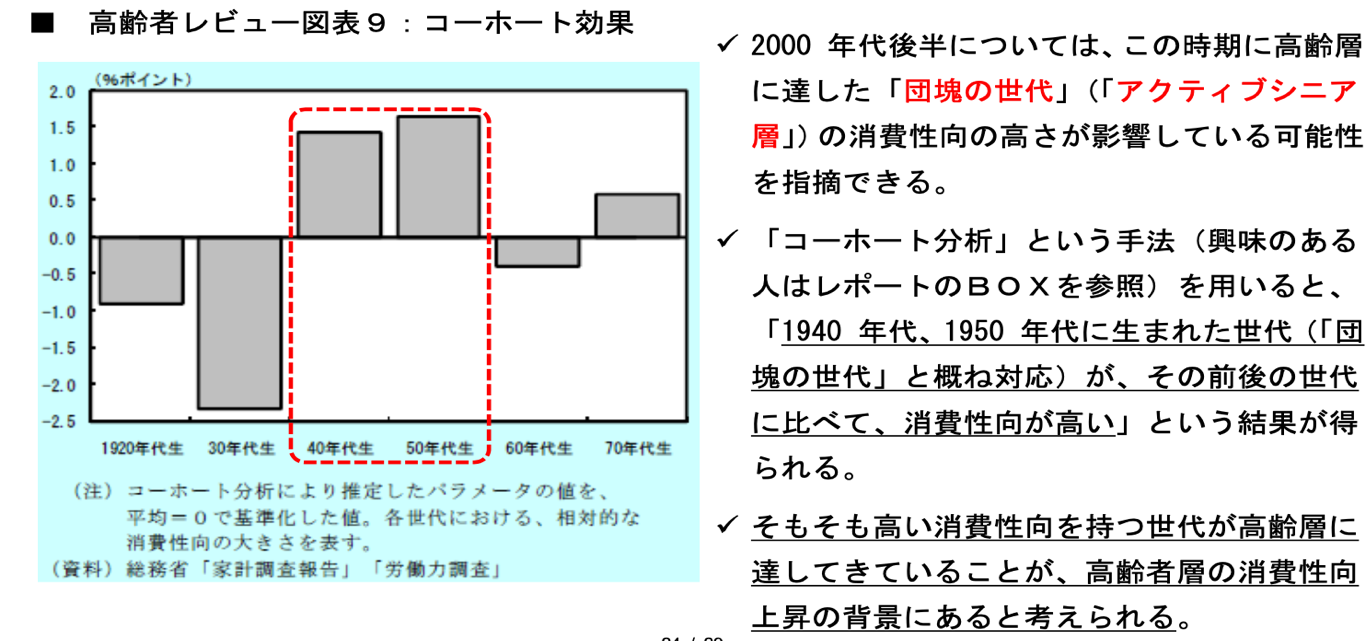 ■ 高齢者レビュー図表９：コーホート効果
（%ポイント）
2.0
1.5
1.0
0.5
0.0
−0.5
−1.0
−1.5
−2.0
−2.5
1920年代生 30年代生 40年代生 50年代生 60年代生 70年代生
（注）コーホート分析により推定したパラメータの値を、
平均＝０で基準化した値。各世代における、相対的な
消費性向の大きさを表す。
（資料）総務省「家計調査報告」「労働力調査」
✓ 2000 年代後半については、この時期に高齢層
に達した「団塊の世代」（「アクティブシニア
層」）の消費性向の高さが影響している可能性
を指摘できる。
✓ 「コーホート分析」という手法（興味のある
人はレポートのＢＯＸを参照）を用いると、
「1940 年代、1950 年代に生まれた世代（「団
塊の世代」と概ね対応）が、その前後の世代
に比べて、消費性向が高い」という結果が得
られる。
✓ そもそも高い消費性向を持つ世代が高齢層に
達してきていることが、高齢者層の消費性向
上昇の背景にあると考えられる。